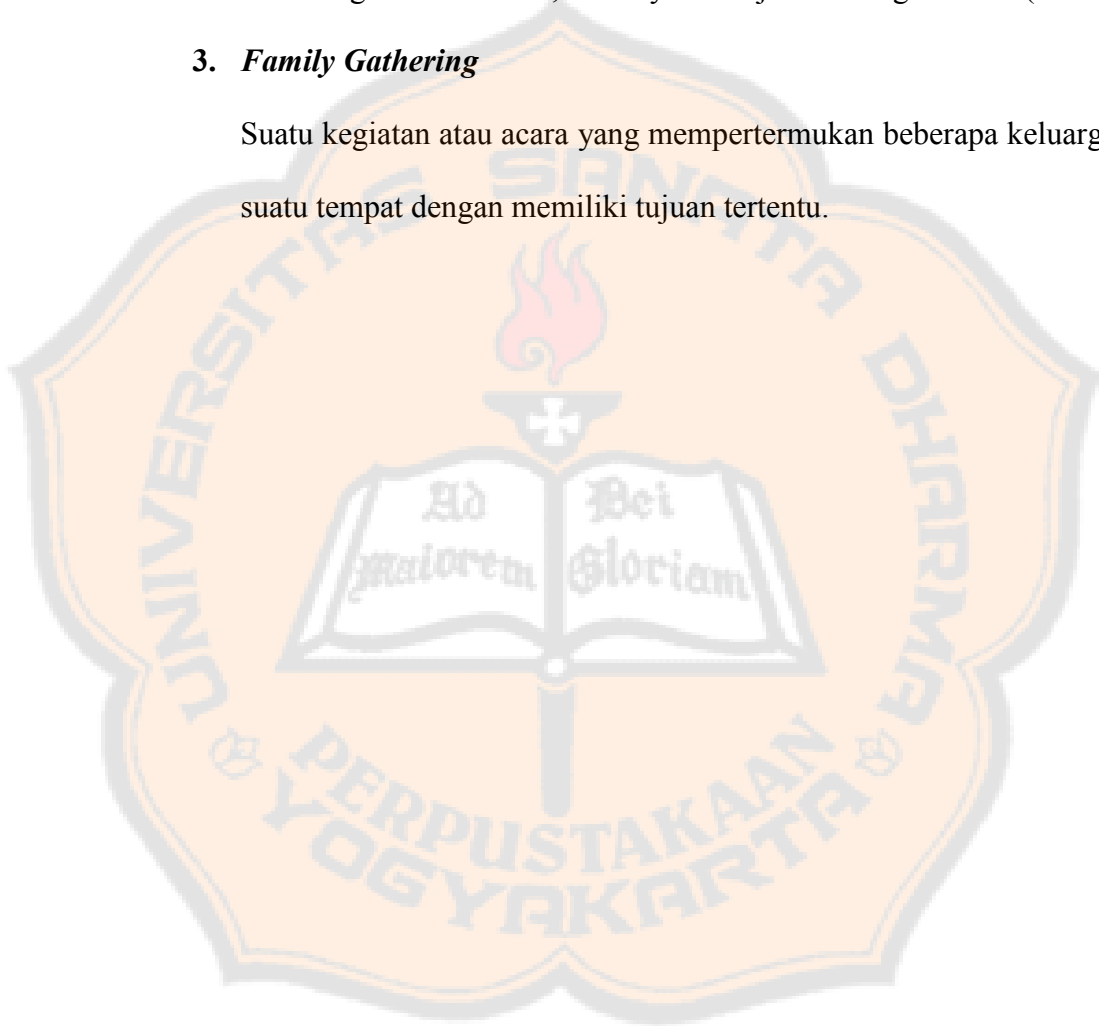 3. Family Gathering
Suatu kegiatan atau acara yang mempertermukan beberapa
suatu tempat dengan memiliki tujuan tertentu.
UNIVERSITAS SANATA DHARMA
Ad Dei
Maiorem Gloriam
PERPUSTAKAAN
YOGYAKARTA